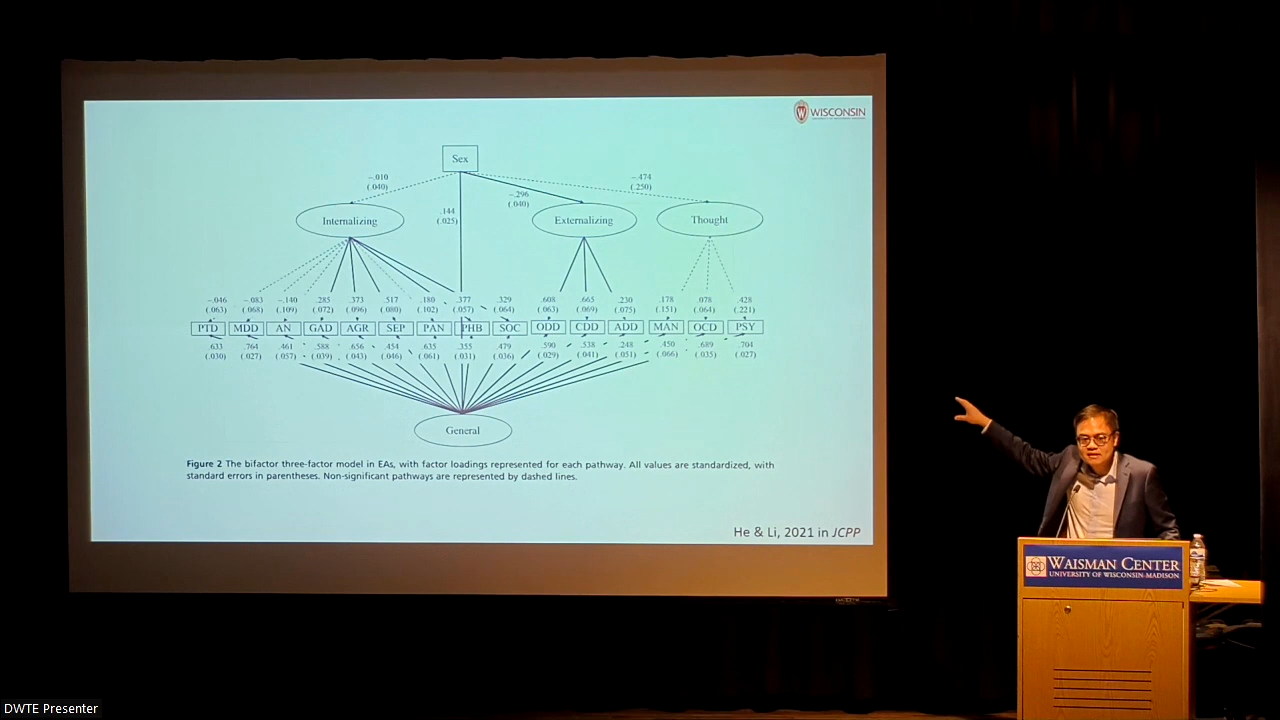 WISCONSIN
Sex
-.010
(.040)
.144
(.025)
-.296
(.040)
-.474
(.250)
Internalizing
Externalizing
Thought
-.046 -.083 -.140 .285 .373 .517 .180 .377 .329 .608 .665 .230 .178 .078 .428
(.063) (.068) (.109) (.072) (.096) (.080) (.102) (.057) (.064) (.063) (.069) (.075) (.151) (.064) (.221)
PTD MDD AN GAD AGR SEP PAN PHB SOC ODD CDD ADD MAN OCD PSY
.633 .764 .461 .588 .656 .454 .635 .355 .479 .590 .538 .248 .450 .689 .704
(.030) (.027) (.057) (.039) (.043) (.046) (.061) (.031) (.036) (.029) (.041) (.051) (.066) (.035) (.027)
General
Figure 2 The bifactor three-factor model in EAs, with factor loadings represented for each pathway. All values are standardized, with
standard errors in parentheses. Non-significant pathways are represented by dashed lines.
He & Li, 2021 in JCPP
WAISMAN CENTER
UNIVERSITY OF WISCONSIN-MADISON
DWTE Presenter